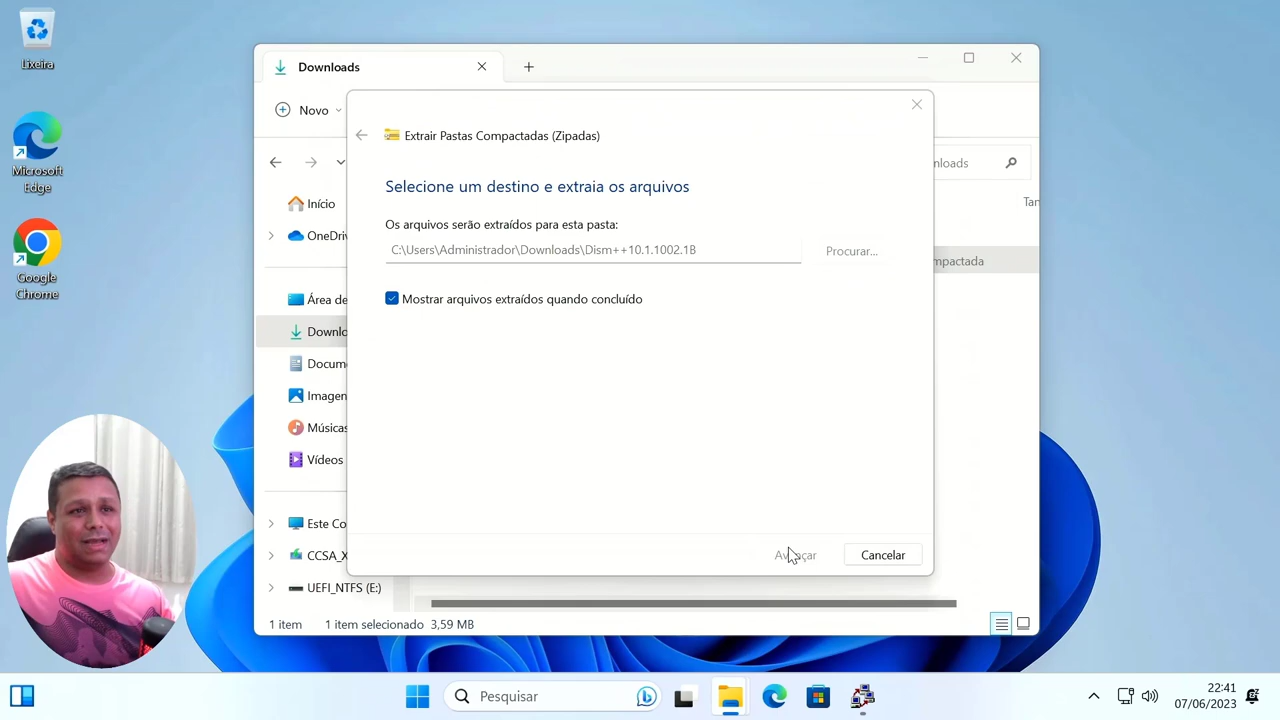 Lixeira
Microsoft
Edge
Google
Chrome
Downloads
Novo
nloads
Início
OneDriv
Área de
Downlo
Docume
Imagen
Músicas
Vídeos
Este Co
CCSA_X
UEFI_NTFS (E:)
Tan
mpactada
Extrair Pastas Compactadas (Zipadas)
Selecione um destino e extraia os arquivos
Os arquivos serão extraídos para esta pasta:
C:\Users\Administrador\Downloads\Dism++10.1.1002.1B
Procurar...
Mostrar arquivos extraídos quando concluído
Avançar
Cancelar
1 item
1 item selecionado 3,59 MB
Pesquisar
22:41
07/06/2023